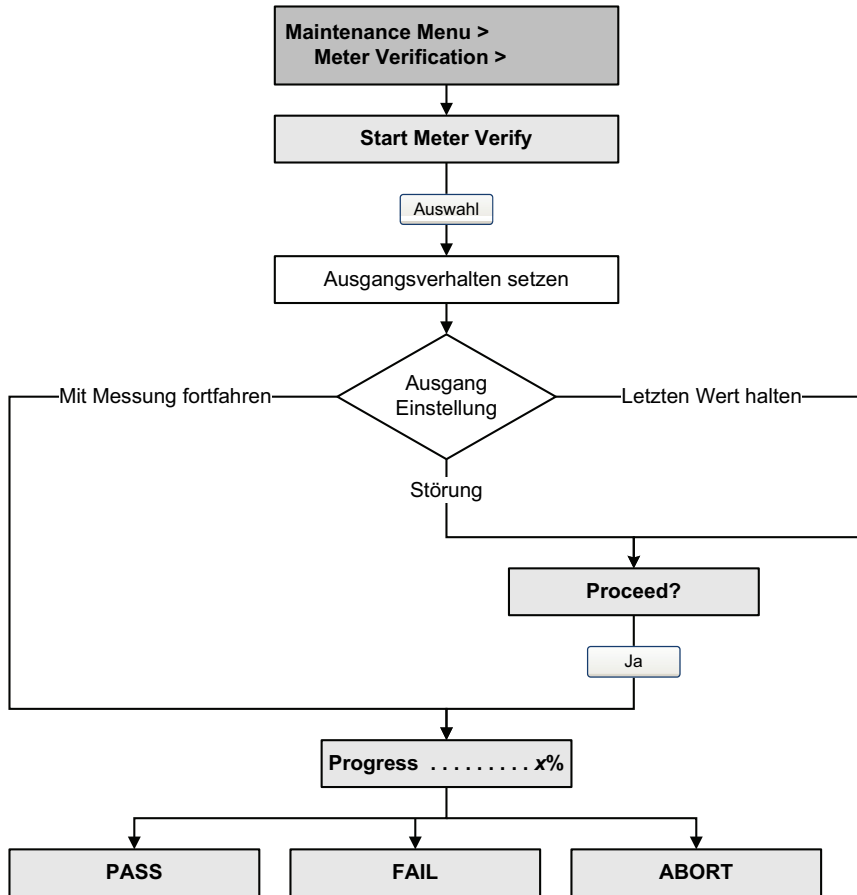 Maintenance Menu >
Meter Verification >
Start Meter Verify
Auswahl
Ausgangsverhalten setzen
Mit Messung fortfahren
Ausgang
Einstellung
Letzten Wert halten
Störung
Proceed?
Ja
Progress . . . . . . . . . x%
PASS
FAIL
ABORT